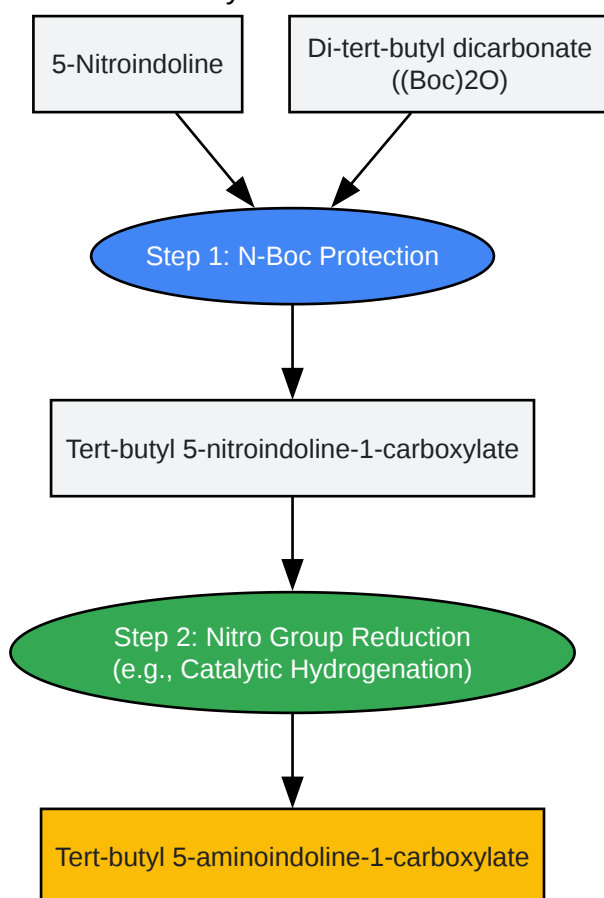 5-Nitroindoline
Di-tert-butyl dicarbonate
((Boc)2O)
Step 1: N-Boc Protection
Tert-butyl 5-nitroindoline-1-carboxylate
Step 2: Nitro Group Reduction
(e.g., Catalytic Hydrogenation)
Tert-butyl 5-aminoindoline-1-carboxylate